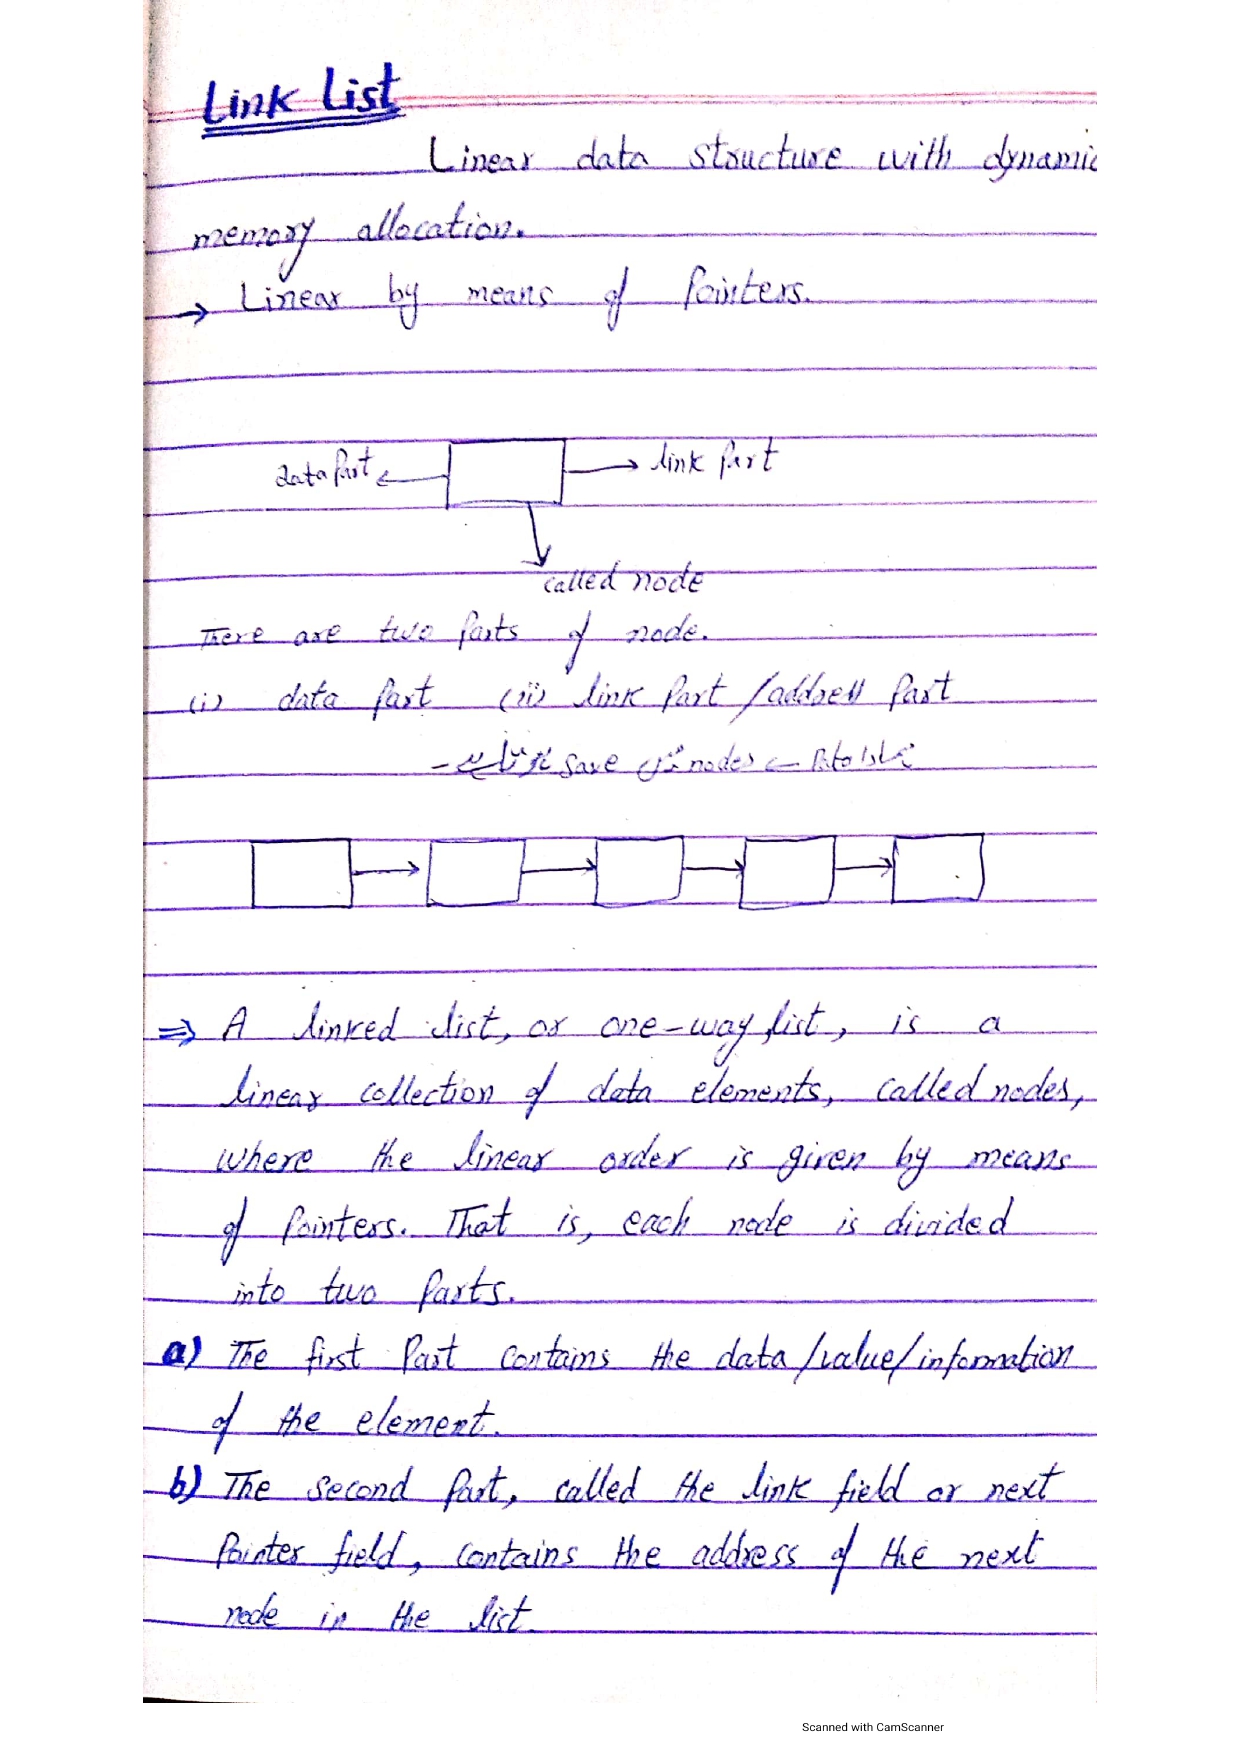 Link List
Linear data structure with dynamic
memory allocation.
→ Linear by means of Pointers.
data Part ← → link part
called node
There are two parts of node.
(i) data part (ii) link Part / address Part
save nodes ← Data
⇒ A linked list, or one-way list, is a
linear collection of data elements, called nodes,
where the linear order is given by means
of Pointers. That is, each node is divided
into two Parts.
a) The first Part contains the data /value/information
of the element.
b) The second Part, called the link field or next
Pointer field, contains the address of the next
node in the list.
Scanned with CamScanner